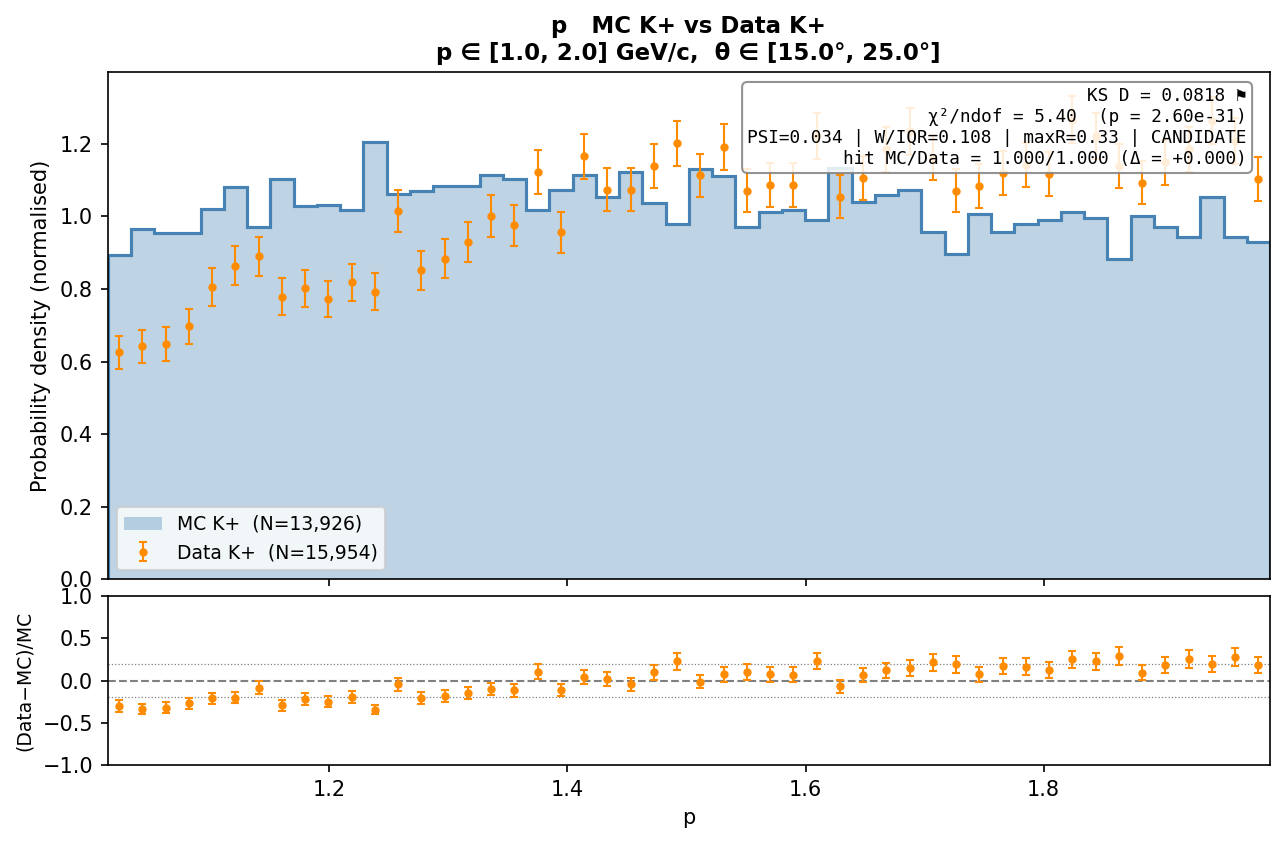 p   MC K+ vs Data K+
p ∈ [1.0, 2.0] GeV/c,  θ ∈ [15.0°, 25.0°]
KS D = 0.0818 ⚑
χ²/ndof = 5.40  (p = 2.60e-31)
PSI=0.034 | W/IQR=0.108 | maxR=0.33 | CANDIDATE
hit MC/Data = 1.000/1.000 (Δ = +0.000)
Probability density (normalised)
1.2
1.0
0.8
0.6
0.4
0.2
0.0
MC K+  (N=13,926)
Data K+  (N=15,954)
(Data−MC)/MC
1.0
0.5
0.0
−0.5
−1.0
1.2
1.4
1.6
1.8
p